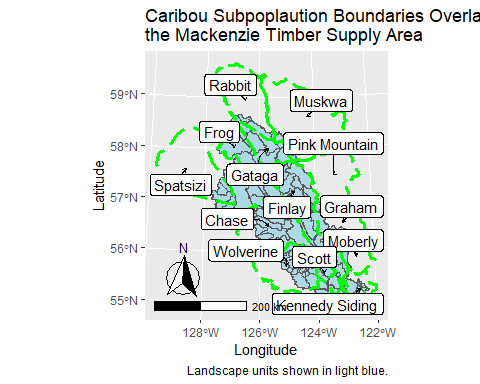 Caribou Subpoplaution Boundaries Overla
the Mackenzie Timber Supply Area
Rabbit
Muskwa
Frog
Pink Mountain
Gataga
Spatsizi
Finlay
Graham
Chase
Moberly
Wolverine
Scott
Kennedy Siding
N
200 km
59°N
58°N
57°N
56°N
55°N
Latitude
128°W
126°W
124°W
122°W
Longitude
Landscape units shown in light blue.